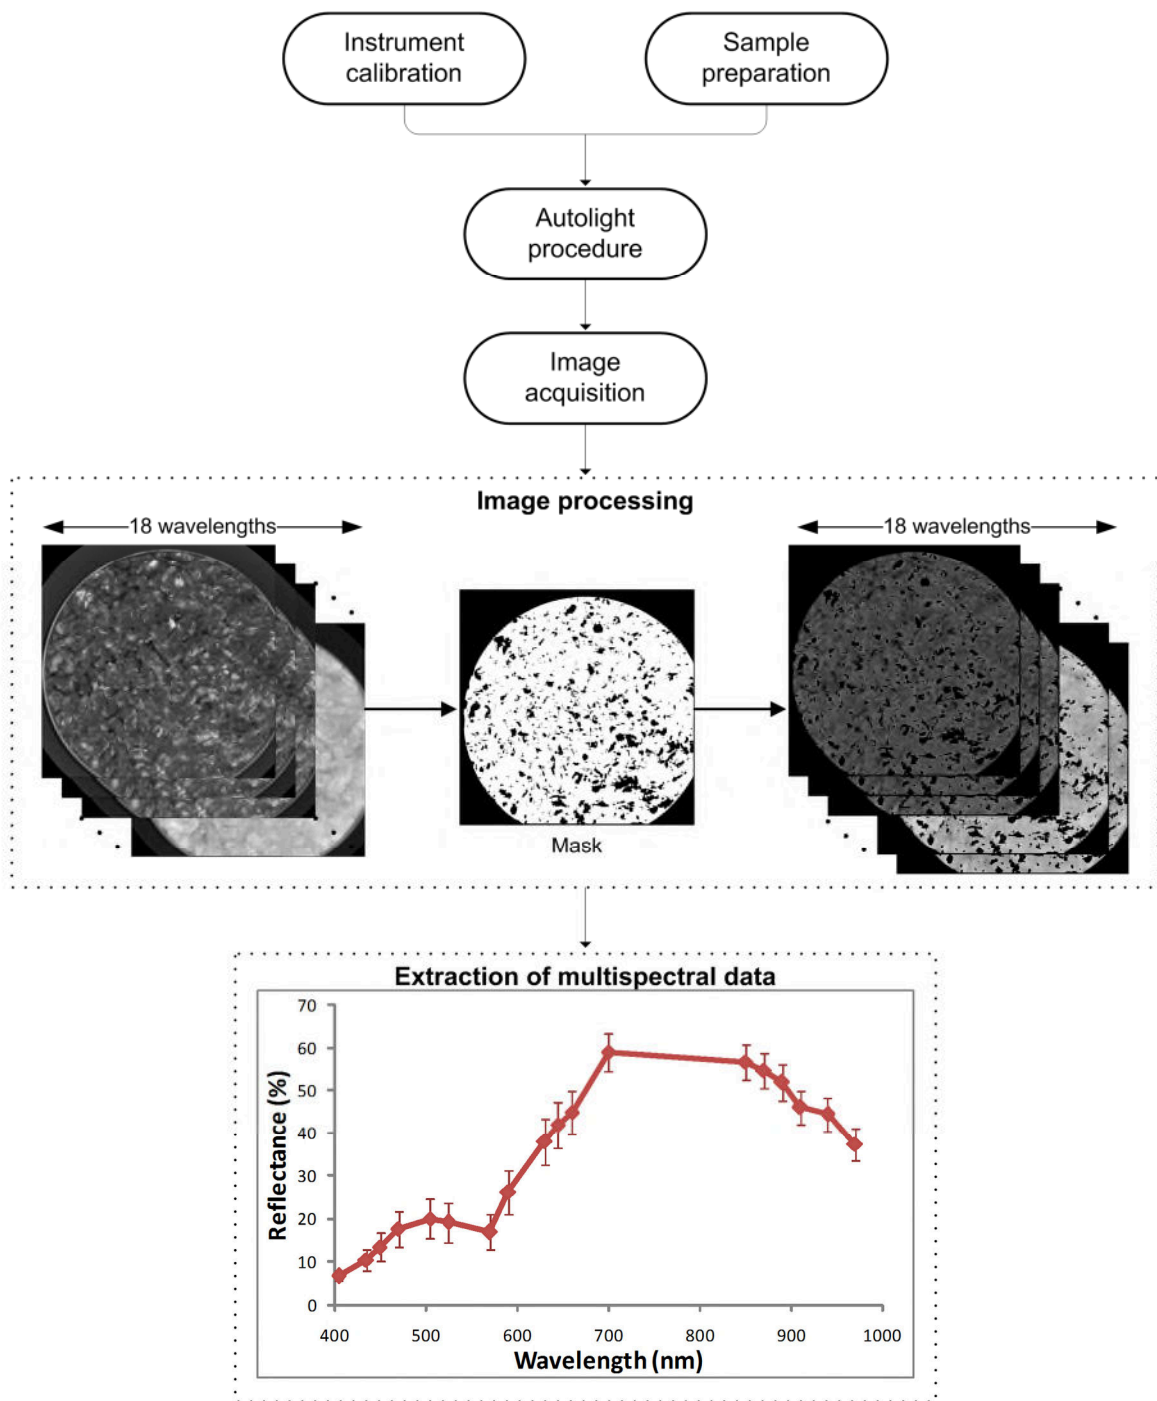 Instrument
calibration
Sample
preparation
Autolight
procedure
Image
acquisition
Image processing
18 wavelengths
18 wavelengths
Mask
Extraction of multispectral data
70
60
50
40
30
20
10
0
Reflectance (%)
400 500 600 700 800 900 1000
Wavelength (nm)